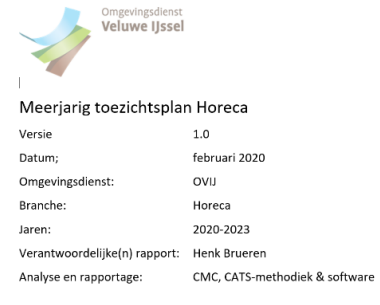 Omgevingsdienst
Veluwe IJssel
Meerjarig toezichtsplan Horeca
Versie 1.0
Datum; februari 2020
Omgevingsdienst: OVIJ
Branche: Horeca
Jaren: 2020-2023
Verantwoordelijke(n) rapport: Henk Brueren
Analyse en rapportage: CMC, CATS-methodiek & software